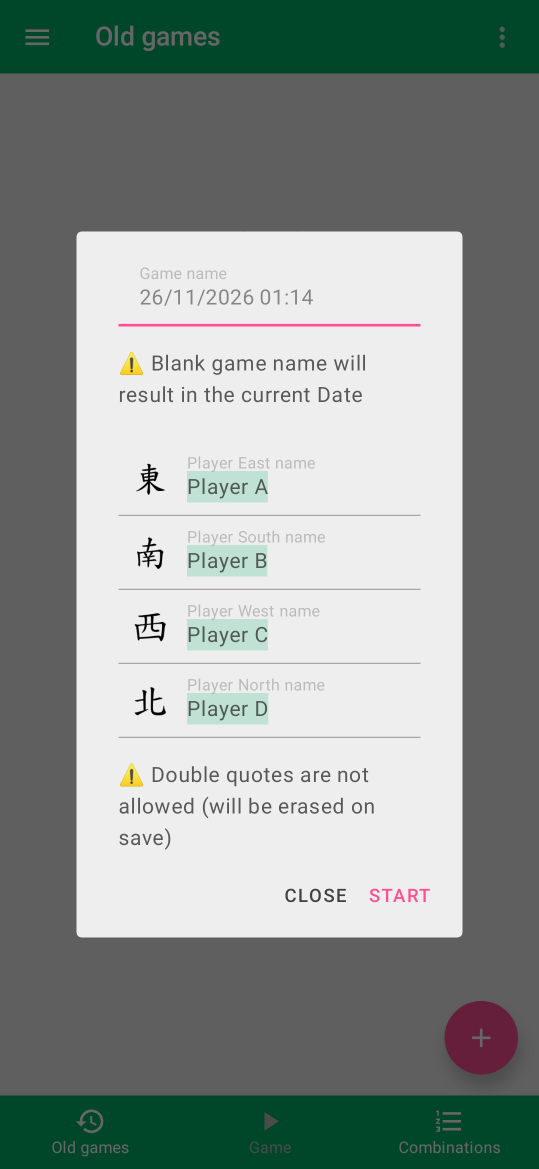 Old games
Game name
26/11/2026 01:14
⚠️ Blank game name will
result in the current Date
Player East name
東 Player A
Player South name
南 Player B
Player West name
西 Player C
Player North name
北 Player D
⚠️ Double quotes are not
allowed (will be erased on
save)
CLOSE START
Old games Game Combinations